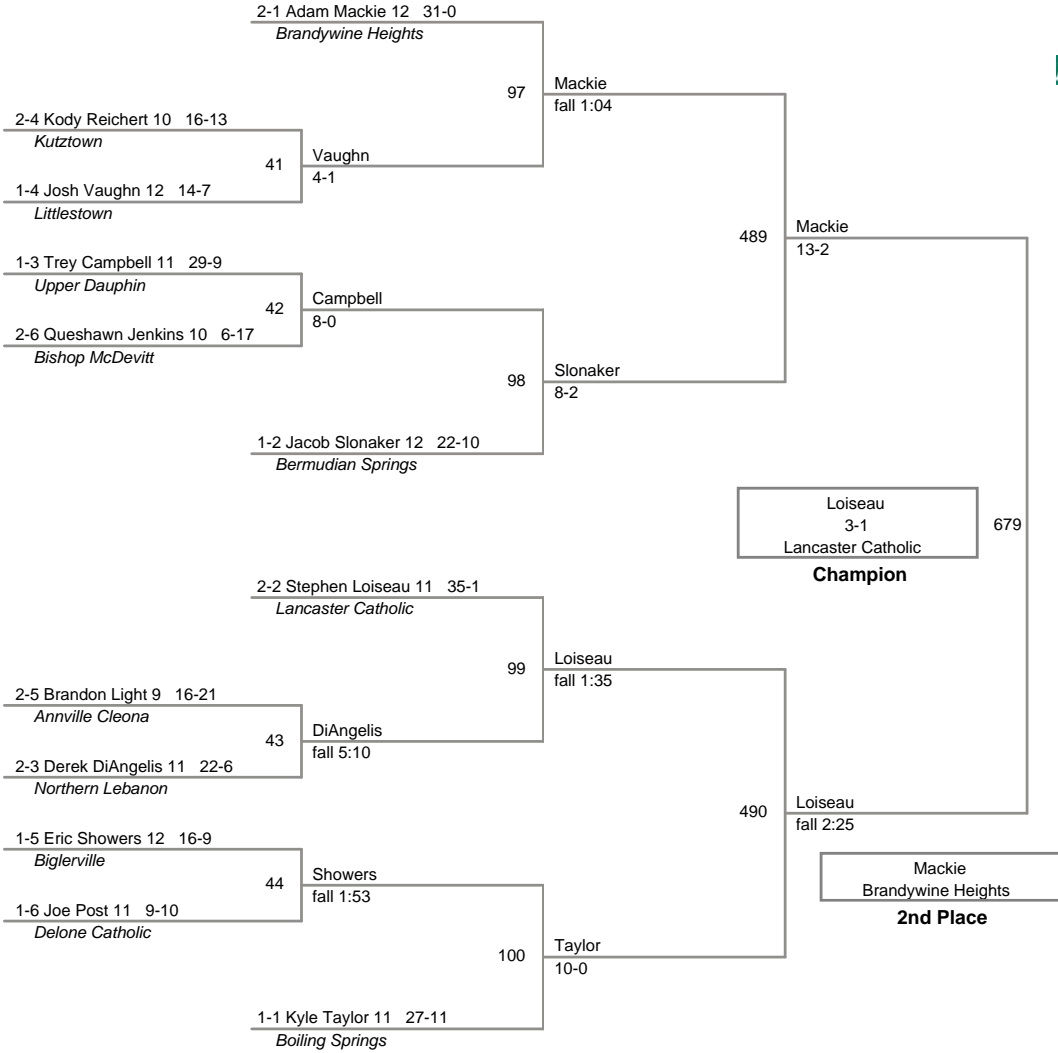 2-1 Adam Mackie 12 31-0
Brandywine Heights
97
Mackie
fall 1:04
2-4 Kody Reichert 10 16-13
Kutztown
41
Vaughn
4-1
1-4 Josh Vaughn 12 14-7
Littlestown
489
Mackie
13-2
1-3 Trey Campbell 11 29-9
Upper Dauphin
42
Campbell
8-0
2-6 Queshawn Jenkins 10 6-17
Bishop McDevitt
98
Slonaker
8-2
1-2 Jacob Slonaker 12 22-10
Bermudian Springs
Loiseau
3-1
Lancaster Catholic
679
Champion
2-2 Stephen Loiseau 11 35-1
Lancaster Catholic
99
Loiseau
fall 1:35
2-5 Brandon Light 9 16-21
Annville Cleona
43
DiAngelis
fall 5:10
2-3 Derek DiAngelis 11 22-6
Northern Lebanon
490
Loiseau
fall 2:25
1-5 Eric Showers 12 16-9
Biglerville
44
Showers
fall 1:53
1-6 Joe Post 11 9-10
Delone Catholic
Mackie
Brandywine Heights
2nd Place
100
Taylor
10-0
1-1 Kyle Taylor 11 27-11
Boiling Springs